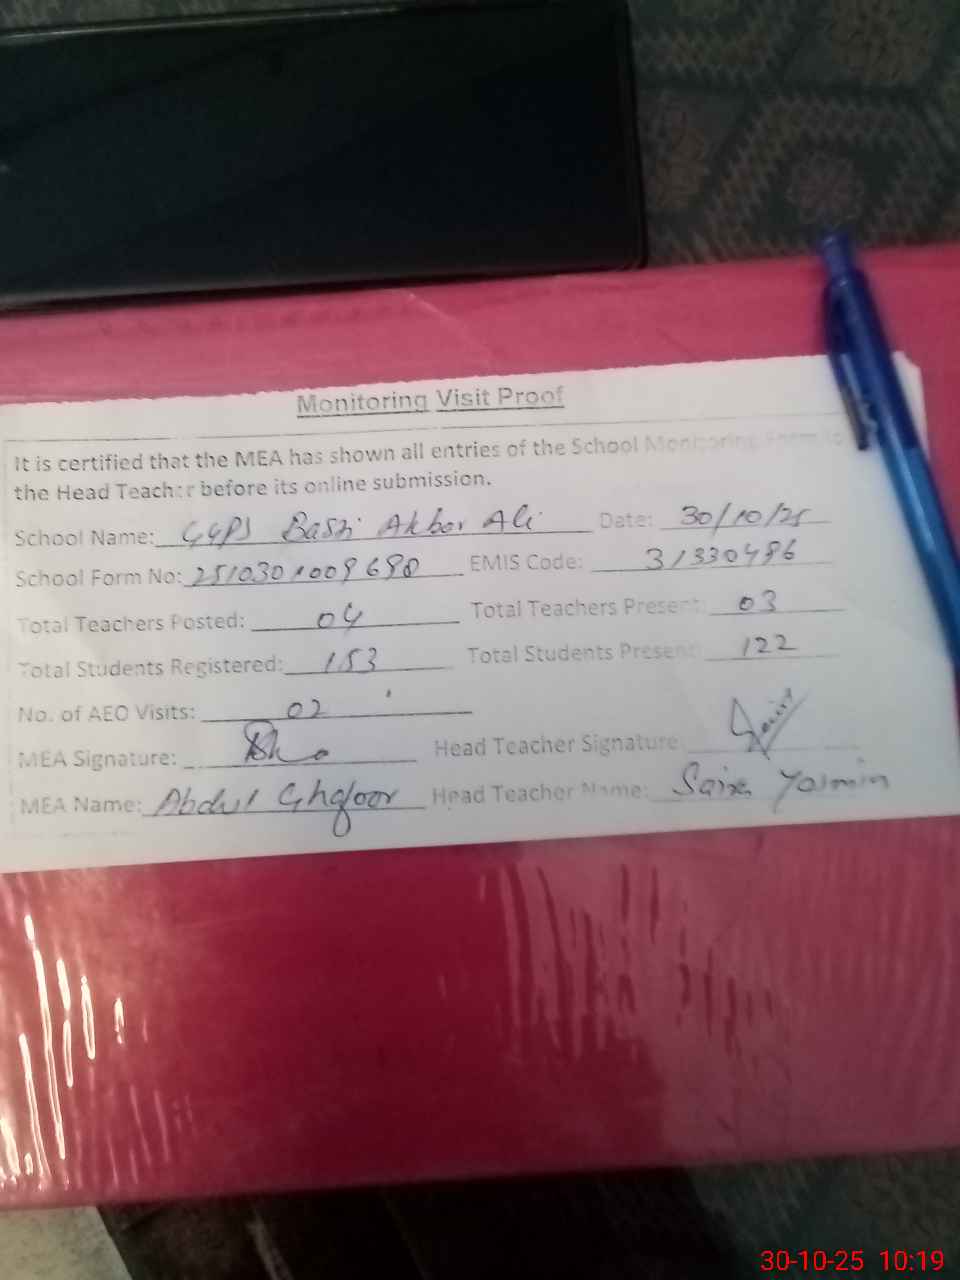 Monitoring Visit Proof
It is certified that the MEA has shown all entries of the School Monitoring Form to
the Head Teacher before its online submission.
School Name: GGPS Basti Akbar Ali Date: 30/10/25
School Form No: 2510301009690 EMIS Code: 31330496
Total Teachers Posted: 04 Total Teachers Present: 03
Total Students Registered: 153 Total Students Present: 122
No. of AEO Visits: 02
MEA Signature: Head Teacher Signature
MEA Name: Abdul Ghafoor Head Teacher Name: Saira Yasmin
30-10-25 10:19